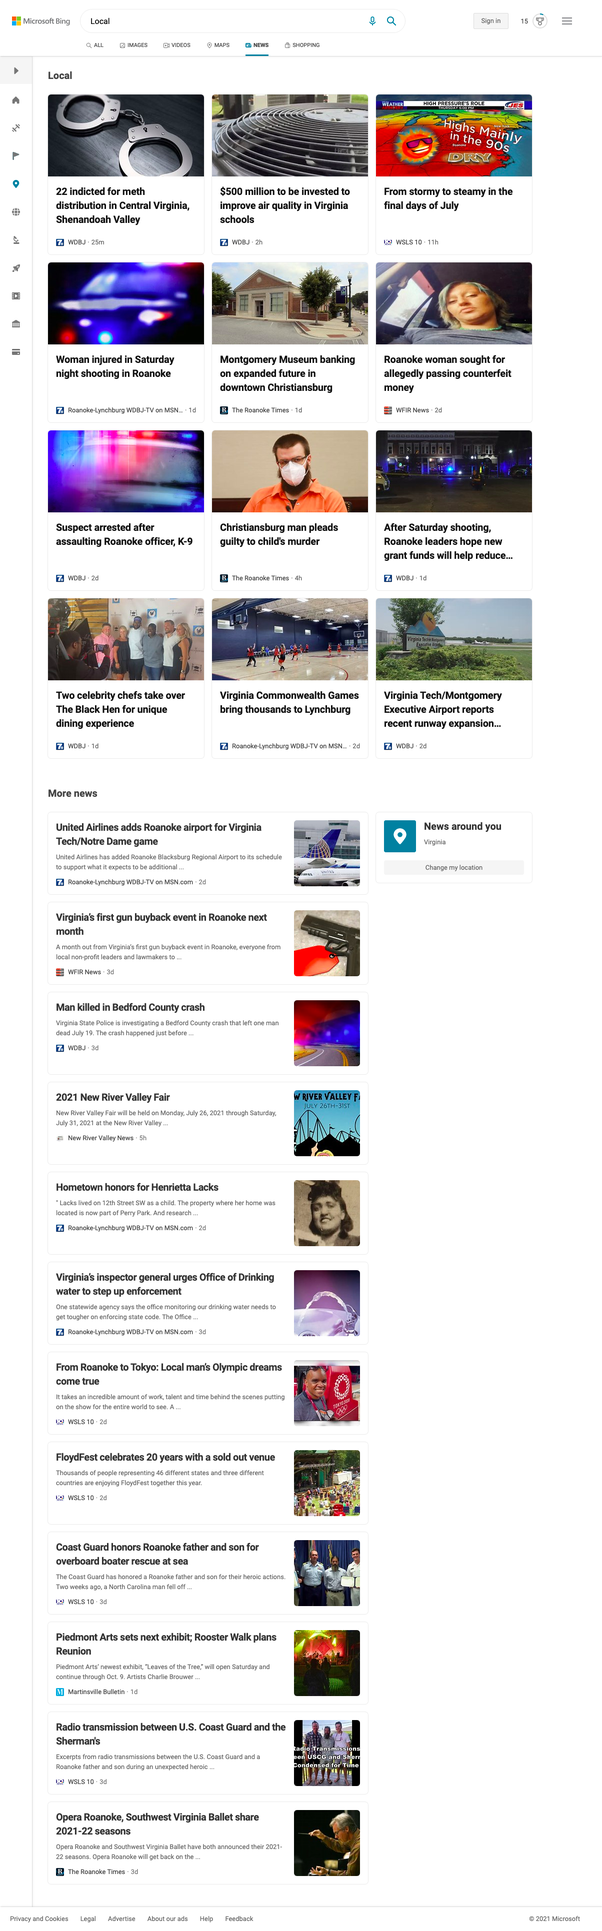 Microsoft Bing
Local
Sign in
15
ALL
IMAGES
VIDEOS
MAPS
NEWS
SHOPPING
Local
22 indicted for meth
distribution in Central Virginia,
Shenandoah Valley
WDBJ · 25m
$500 million to be invested to
improve air quality in Virginia
schools
WDBJ · 2h
WEATHER
HIGH PRESSURE'S ROLE
Highs Mainly
in the 90s
DRY
From stormy to steamy in the
final days of July
WSLS 10 · 11h
Woman injured in Saturday
night shooting in Roanoke
Roanoke-Lynchburg WDBJ-TV on MSN... · 1d
Montgomery Museum banking
on expanded future in
downtown Christiansburg
The Roanoke Times · 1d
Roanoke woman sought for
allegedly passing counterfeit
money
WFIR News · 2d
Suspect arrested after
assaulting Roanoke officer, K-9
WDBJ · 2d
Christiansburg man pleads
guilty to child's murder
The Roanoke Times · 4h
After Saturday shooting,
Roanoke leaders hope new
grant funds will help reduce...
WDBJ · 1d
Two celebrity chefs take over
The Black Hen for unique
dining experience
WDBJ · 1d
Virginia Commonwealth Games
bring thousands to Lynchburg
Roanoke-Lynchburg WDBJ-TV on MSN... · 2d
Virginia Tech/Montgomery
Executive Airport reports
recent runway expansion...
WDBJ · 2d
More news
United Airlines adds Roanoke airport for Virginia
Tech/Notre Dame game
United Airlines has added Roanoke Blacksburg Regional Airport to its schedule
to support what it expects to be additional ...
Roanoke-Lynchburg WDBJ-TV on MSN.com · 2d
News around you
Virginia
Change my location
Virginia's first gun buyback event in Roanoke next
month
A month out from Virginia's first gun buyback event in Roanoke, everyone from
local non-profit leaders and lawmakers to ...
WFIR News · 3d
Man killed in Bedford County crash
Virginia State Police is investigating a Bedford County crash that left one man
dead July 19. The crash happened just before ...
WDBJ · 3d
2021 New River Valley Fair
New River Valley Fair will be held on Monday, July 26, 2021 through Saturday,
July 31, 2021 at the New River Valley ...
New River Valley News · 5h
W RIVER VALLEY F
JULY 26TH-31ST
Hometown honors for Henrietta Lacks
" Lacks lived on 12th Street SW as a child. The property where her home was
located is now part of Perry Park. And research ...
Roanoke-Lynchburg WDBJ-TV on MSN.com · 2d
Virginia's inspector general urges Office of Drinking
water to step up enforcement
One statewide agency says the office monitoring our drinking water needs to
get tougher on enforcing state code. The Office ...
Roanoke-Lynchburg WDBJ-TV on MSN.com · 3d
From Roanoke to Tokyo: Local man's Olympic dreams
come true
It takes an incredible amount of work, talent and time behind the scenes putting
on the show for the entire world to see. A ...
WSLS 10 · 2d
FloydFest celebrates 20 years with a sold out venue
Thousands of people representing 46 different states and three different
countries are enjoying FloydFest together this year.
WSLS 10 · 2d
Coast Guard honors Roanoke father and son for
overboard boater rescue at sea
The Coast Guard has honored a Roanoke father and son for their heroic actions.
Two weeks ago, a North Carolina man fell off ...
WSLS 10 · 3d
Piedmont Arts sets next exhibit; Rooster Walk plans
Reunion
Piedmont Arts' newest exhibit, "Leaves of the Tree," will open Saturday and
continue through Oct. 9. Artists Charlie Brouwer ...
Martinsville Bulletin · 1d
Radio transmission between U.S. Coast Guard and the
Sherman's
Excerpts from radio transmissions between the U.S. Coast Guard and a
Roanoke father and son during an unexpected heroic ...
WSLS 10 · 3d
Radio Transmissions
een USCG and Sherr
Condensed for Time
Opera Roanoke, Southwest Virginia Ballet share
2021-22 seasons
Opera Roanoke and Southwest Virginia Ballet have both announced their 2021-
22 seasons. Opera Roanoke will get back on the ...
The Roanoke Times · 3d
Privacy and Cookies
Legal
Advertise
About our ads
Help
Feedback
© 2021 Microsoft